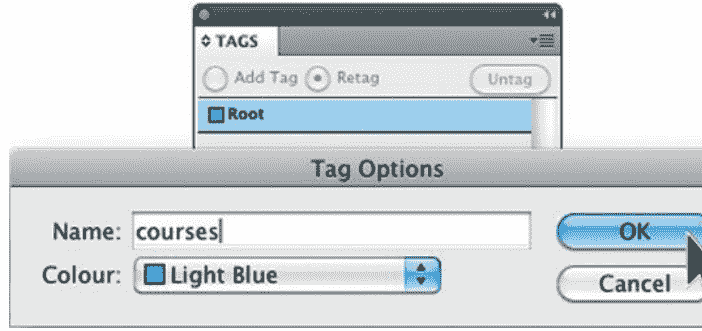 TAGS
Add Tag Retag Untag
Root
Tag Options
Name: courses OK
Colour: Light Blue Cancel